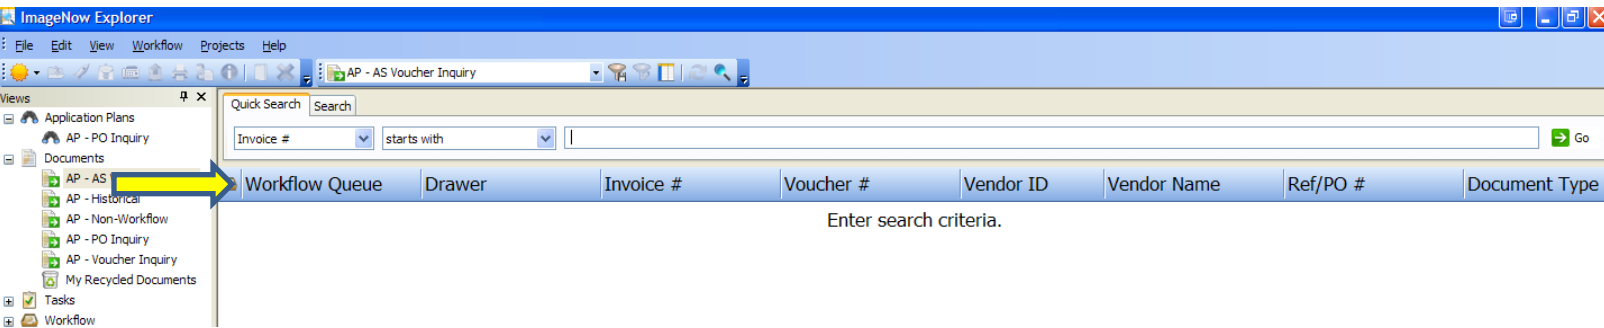 ImageNow Explorer
File Edit View Workflow Projects Help
AP - AS Voucher Inquiry
Views
Quick Search Search
Application Plans
AP - PO Inquiry
Invoice # starts with Go
Documents
AP - AS
Workflow Queue Drawer Invoice # Voucher # Vendor ID Vendor Name Ref/PO # Document Type
AP - Historical
AP - Non-Workflow
Enter search criteria.
AP - PO Inquiry
AP - Voucher Inquiry
My Recycled Documents
Tasks
Workflow